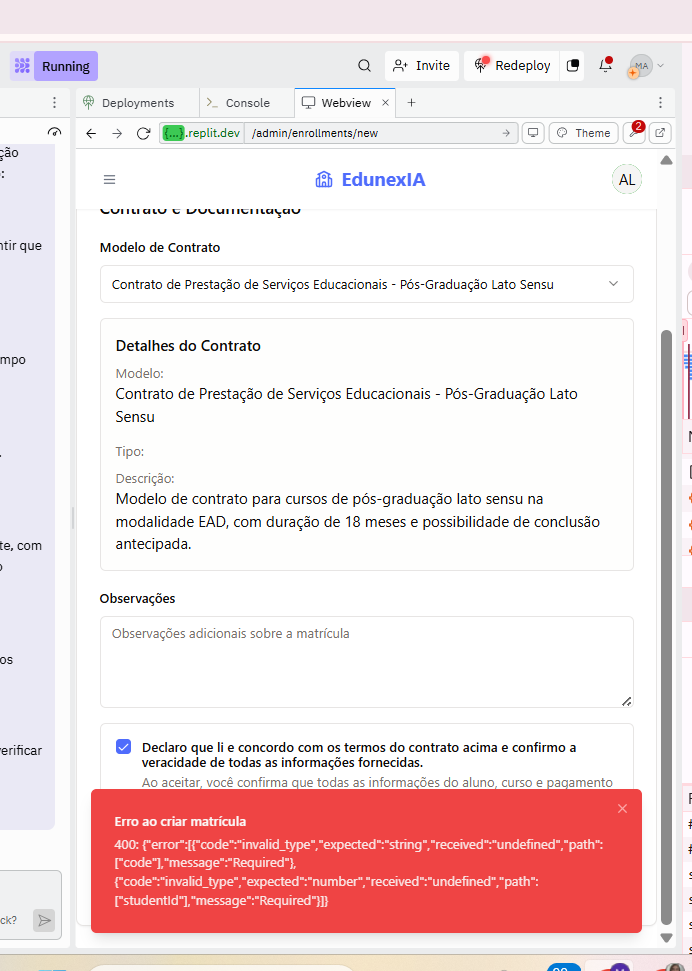 Running
Invite
Redeploy
MA
Deployments
Console
Webview
{...}.replit.dev
/admin/enrollments/new
Theme
2
ção
:
EdunexIA
AL
Contrato e Documentação
ntir que
Modelo de Contrato
Contrato de Prestação de Serviços Educacionais - Pós-Graduação Lato Sensu
Detalhes do Contrato
mpo
Modelo:
Contrato de Prestação de Serviços Educacionais - Pós-Graduação Lato
Sensu
Tipo:
Descrição:
Modelo de contrato para cursos de pós-graduação lato sensu na
modalidade EAD, com duração de 18 meses e possibilidade de conclusão
antecipada.
te, com
o
Observações
Observações adicionais sobre a matrícula
os
Declaro que li e concordo com os termos do contrato acima e confirmo a
veracidade de todas as informações fornecidas.
verificar
Ao aceitar, você confirma que todas as informações do aluno, curso e pagamento
Erro ao criar matrícula
400: {"error":[{"code":"invalid_type","expected":"string","received":"undefined","path":
["code"],"message":"Required"},
{"code":"invalid_type","expected":"number","received":"undefined","path":
["studentId"],"message":"Required"}]}
ck?